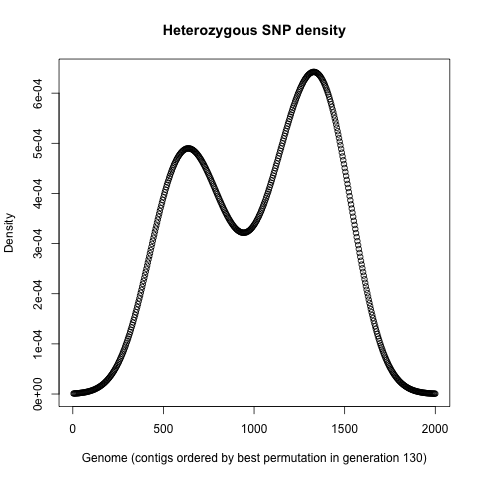 Heterozygous SNP density
Density
6e-04
5e-04
4e-04
3e-04
2e-04
1e-04
0e+00
0 500 1000 1500 2000
Genome (contigs ordered by best permutation in generation 130)